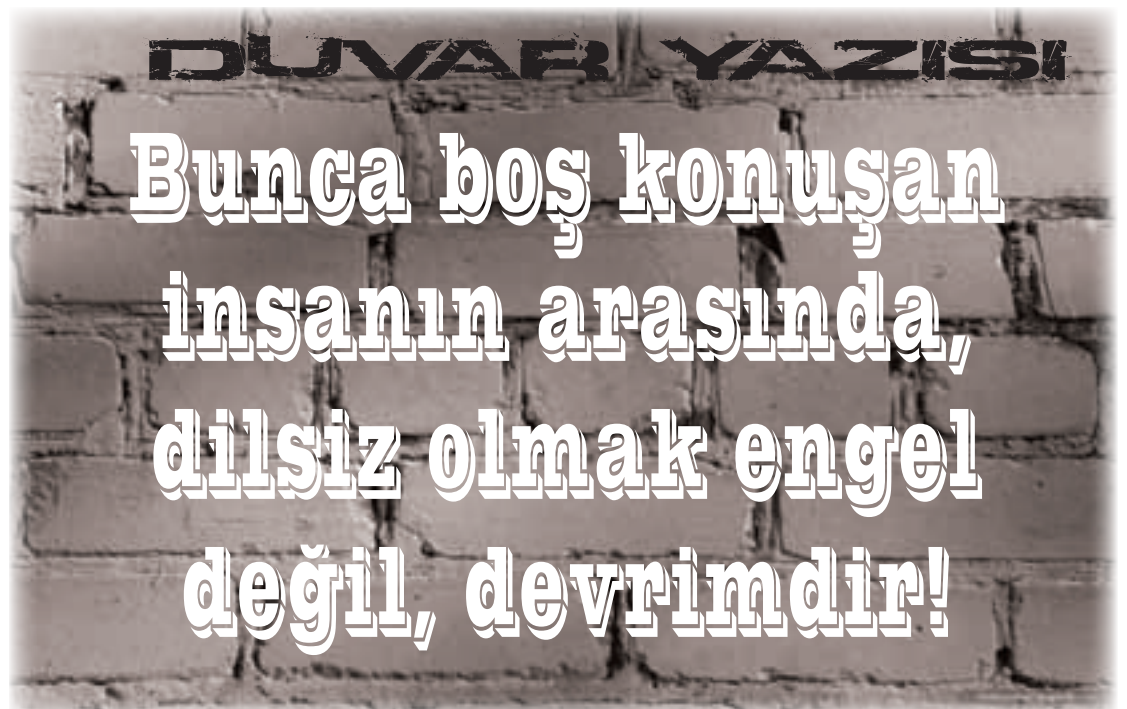 DUVAR YAZISI
Bunca boş konuşan
insanın arasında,
dilsiz olmak engel
değil, devrimdir!